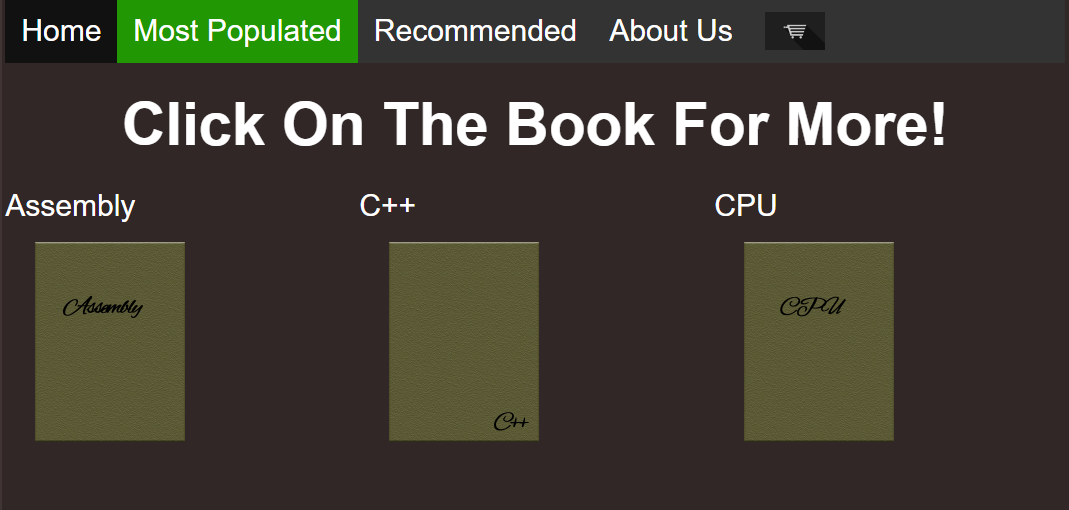 Home Most Populated Recommended About Us
Click On The Book For More!
Assembly C++ CPU
Assembly CPU
C++